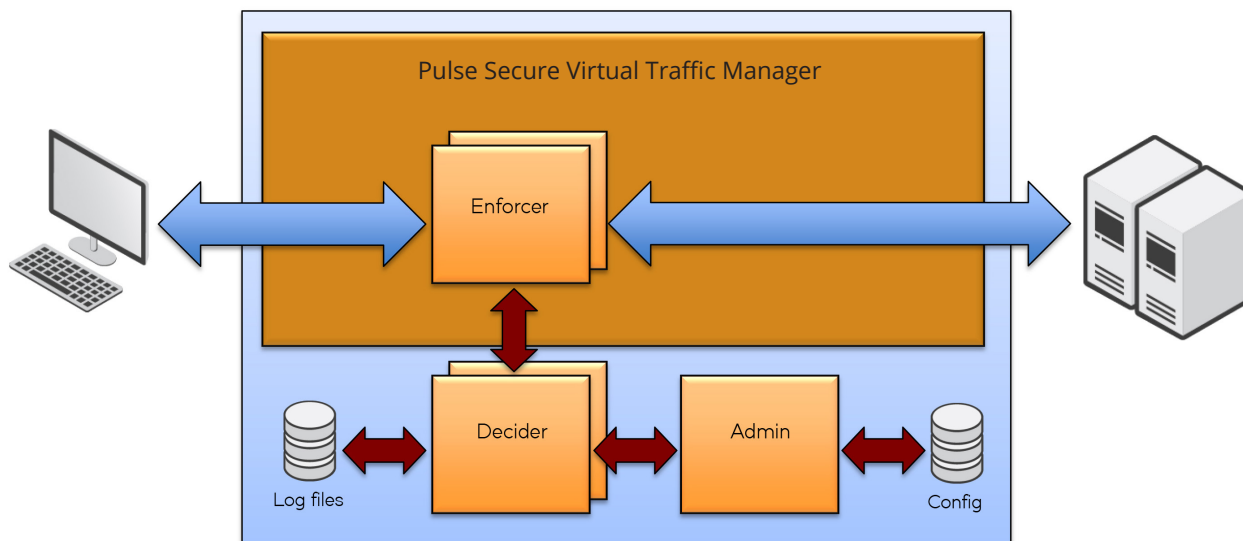 Pulse Secure Virtual Traffic Manager
Enforcer
Decider
Admin
Log files
Config